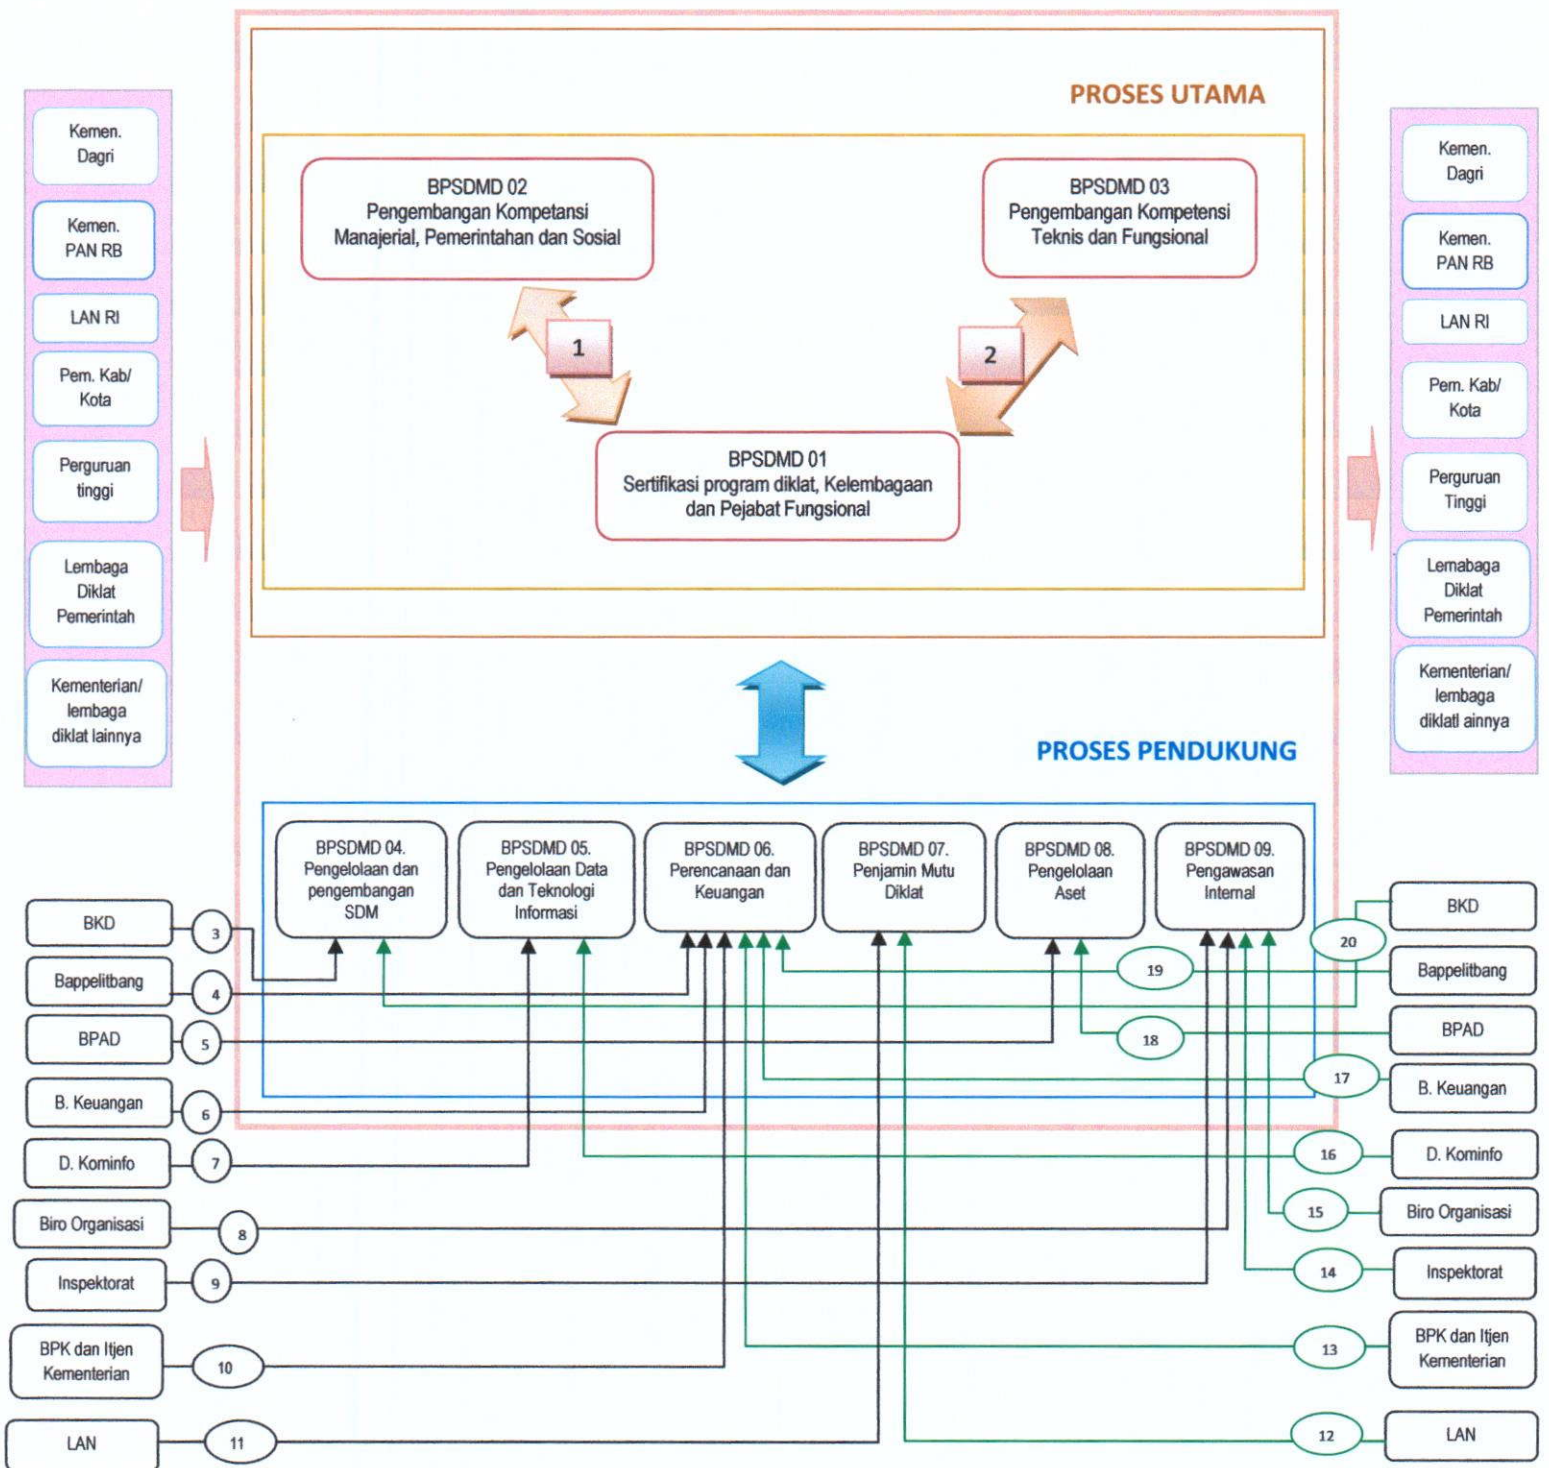 PROSES UTAMA
Kemen.
Dagri
Kemen.
PAN RB
LAN RI
Pem. Kab/
Kota
Perguruan
tinggi
Lembaga
Diklat
Pemerintah
Kementerian/
lembaga
diklat lainnya
BPSDMD 02
Pengembangan Kompetansi
Manajerial, Pemerintahan dan Sosial
BPSDMD 03
Pengembangan Kompetensi
Teknis dan Fungsional
1
2
BPSDMD 01
Sertifikasi program diklat, Kelembagaan
dan Pejabat Fungsional
Kemen.
Dagri
Kemen.
PAN RB
LAN RI
Pem. Kab/
Kota
Perguruan
Tinggi
Lemabaga
Diklat
Pemerintah
Kementerian/
lembaga
diklatl ainnya
PROSES PENDUKUNG
BPSDMD 04.
Pengelolaan dan
pengembangan
SDM
BPSDMD 05.
Pengelolaan Data
dan Teknologi
Informasi
BPSDMD 06.
Perencanaan dan
Keuangan
BPSDMD 07.
Penjamin Mutu
Diklat
BPSDMD 08.
Pengelolaan
Aset
BPSDMD 09.
Pengawasan
Internal
BKD
3
Bappelitbang
4
BPAD
5
B. Keuangan
6
D. Kominfo
7
Biro Organisasi
8
Inspektorat
9
BPK dan Itjen
Kementerian
10
LAN
11
20
BKD
19
Bappelitbang
18
BPAD
17
B. Keuangan
16
D. Kominfo
15
Biro Organisasi
14
Inspektorat
13
BPK dan Itjen
Kementerian
12
LAN